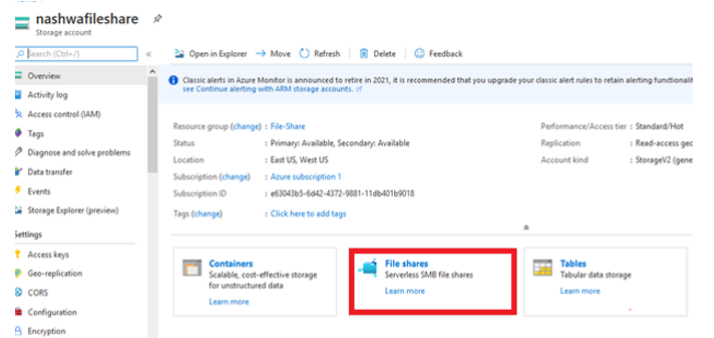 nashwafileshare
Storage account
Search (Ctrl+/)
«
Open in Explorer
Move
Refresh
Delete
Feedback
Overview
Activity log
Access control (IAM)
Tags
Diagnose and solve problems
Data transfer
Events
Storage Explorer (preview)
Settings
Access keys
Geo-replication
CORS
Configuration
Encryption
Classic alerts in Azure Monitor is announced to retire in 2021, it is recommended that you upgrade your classic alert rules to retain alerting functionalit
see Continue alerting with ARM storage accounts.
Resource group (change) : File-Share
Status : Primary: Available, Secondary: Available
Location : East US, West US
Subscription (change) : Azure subscription 1
Subscription ID : e63043b5-6d42-4372-9881-11db401b9018
Tags (change) : Click here to add tags
Performance/Access tier : Standard/Hot
Replication : Read-access geo
Account kind : StorageV2 (gene
Containers
Scalable, cost-effective storage
for unstructured data
Learn more
File shares
Serverless SMB file shares
Learn more
Tables
Tabular data storage
Learn more